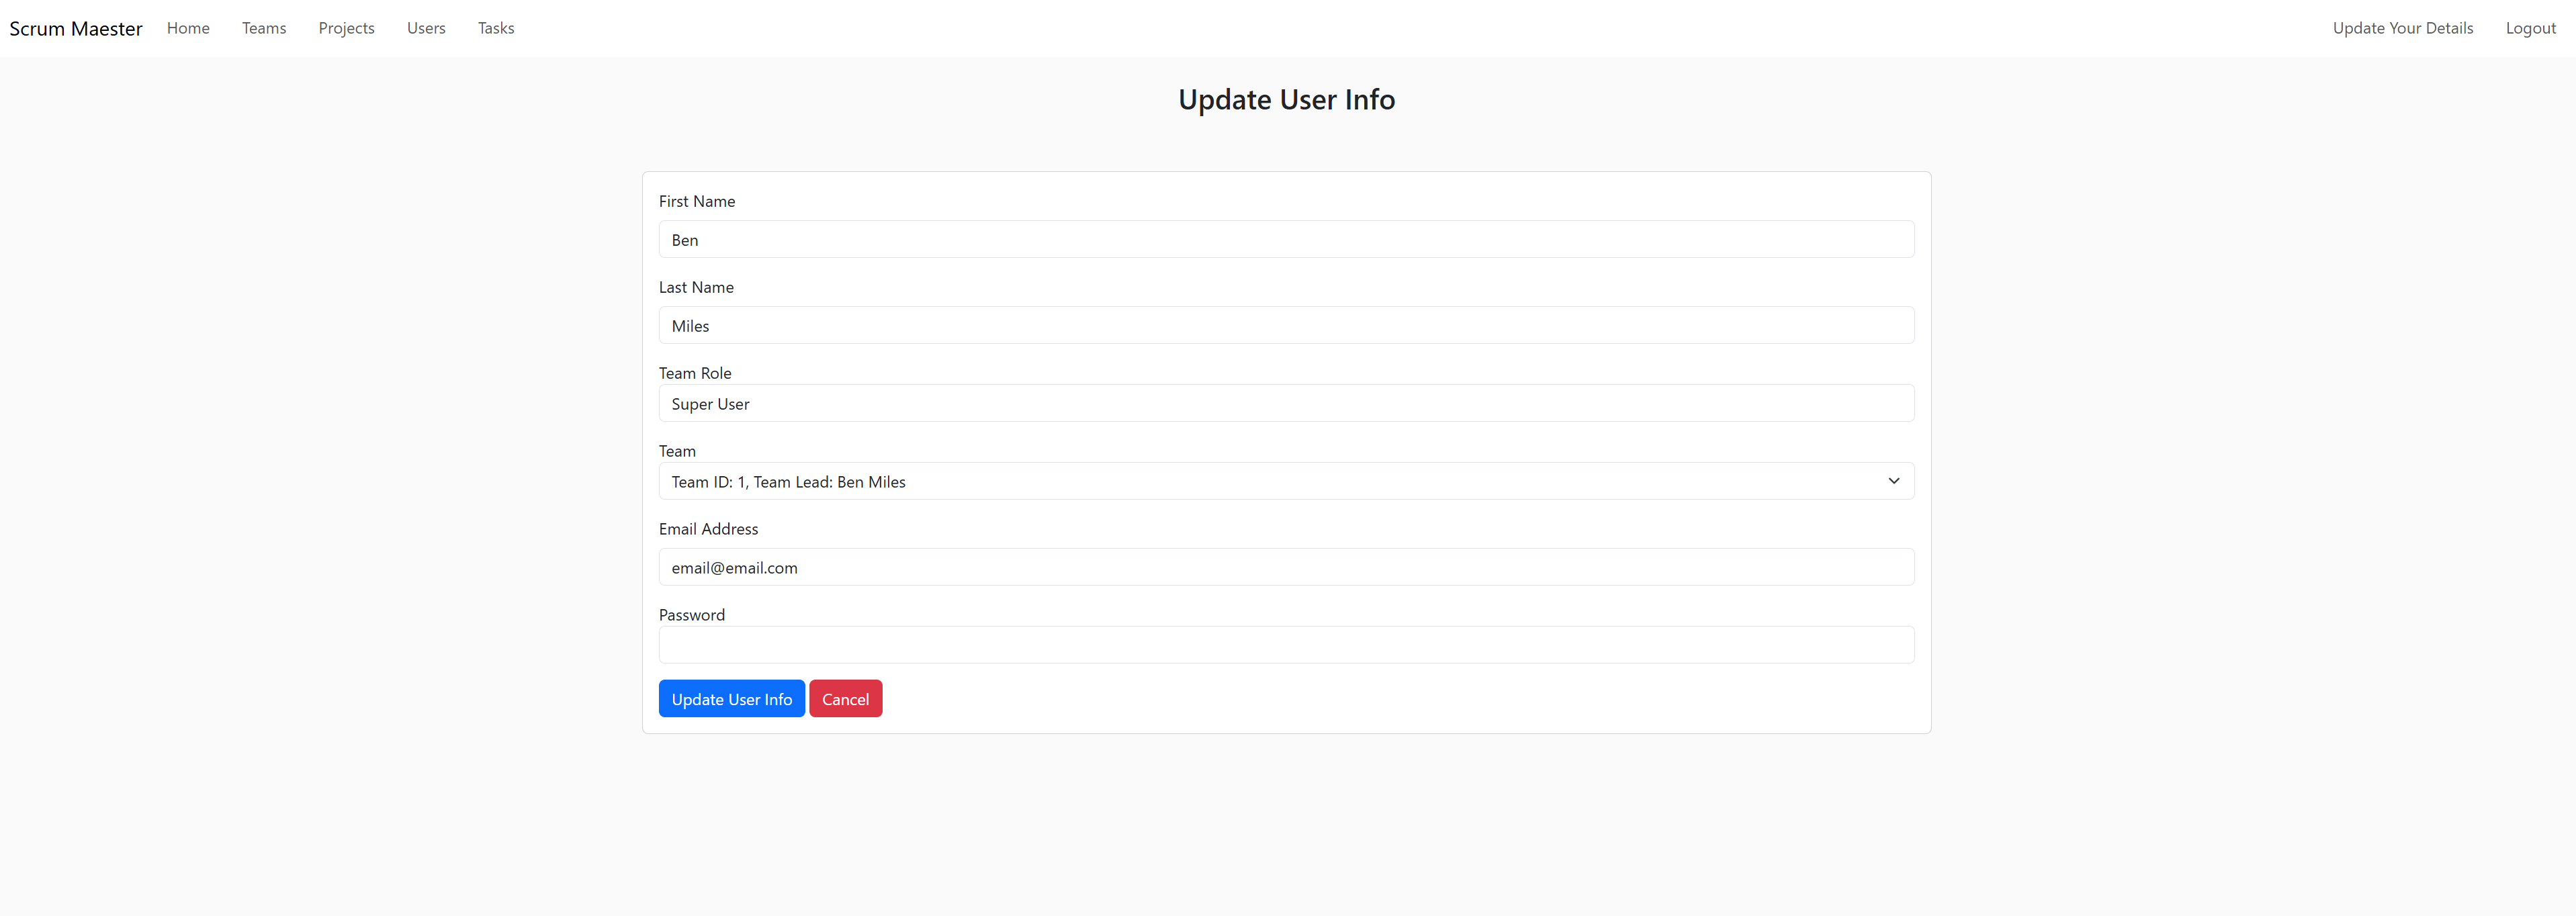 Scrum Maester Home Teams Projects Users Tasks Update Your Details Logout
Update User Info
First Name
Ben
Last Name
Miles
Team Role
Super User
Team
Team ID: 1, Team Lead: Ben Miles
Email Address
email@email.com
Password
Update User Info Cancel